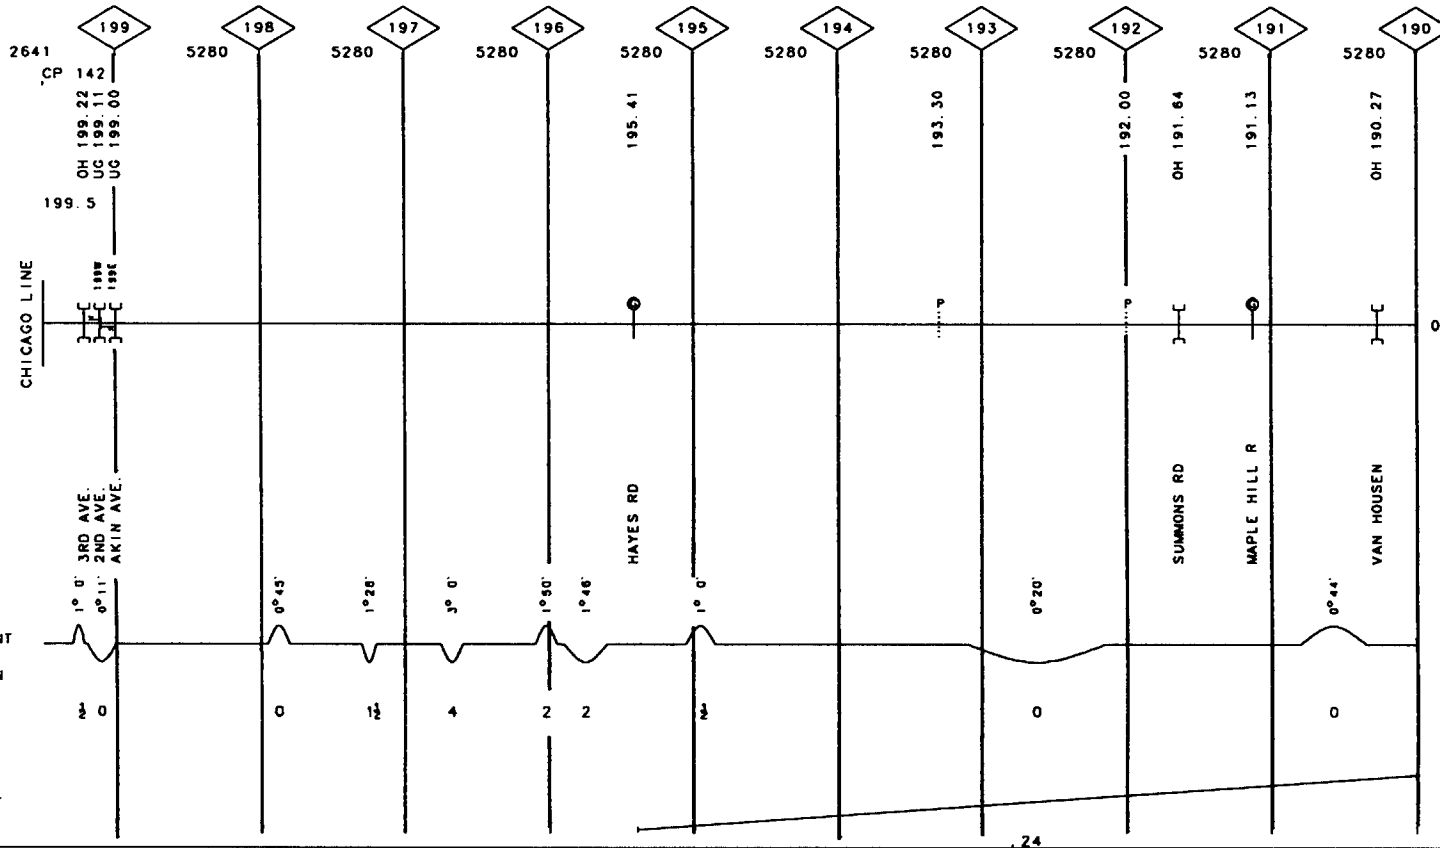 199 198 197 196 195 194 193 192 191 190
2641 5280 5280 5280 5280 5280 5280 5280 5280 5280
CP 142
OH 199.22
UG 199.11
UG 199.00
195.41
193.30
192.00
OH 191.64
191.13
OH 190.27
199.5
CHICAGO LINE
199W
199E
P P
0
3RD AVE.
2ND AVE.
AKIN AVE.
HAYES RD
SUMMONS RD
MAPLE HILL R
VAN HOUSEN
1° 0' 0°11' 0°45' 1°28' 3° 0' 1°50' 1°46' 1° 0' 0°20' 0°44'
NT
N
½ 0 0 1½ 4 2 2 ½ 0 0
.24